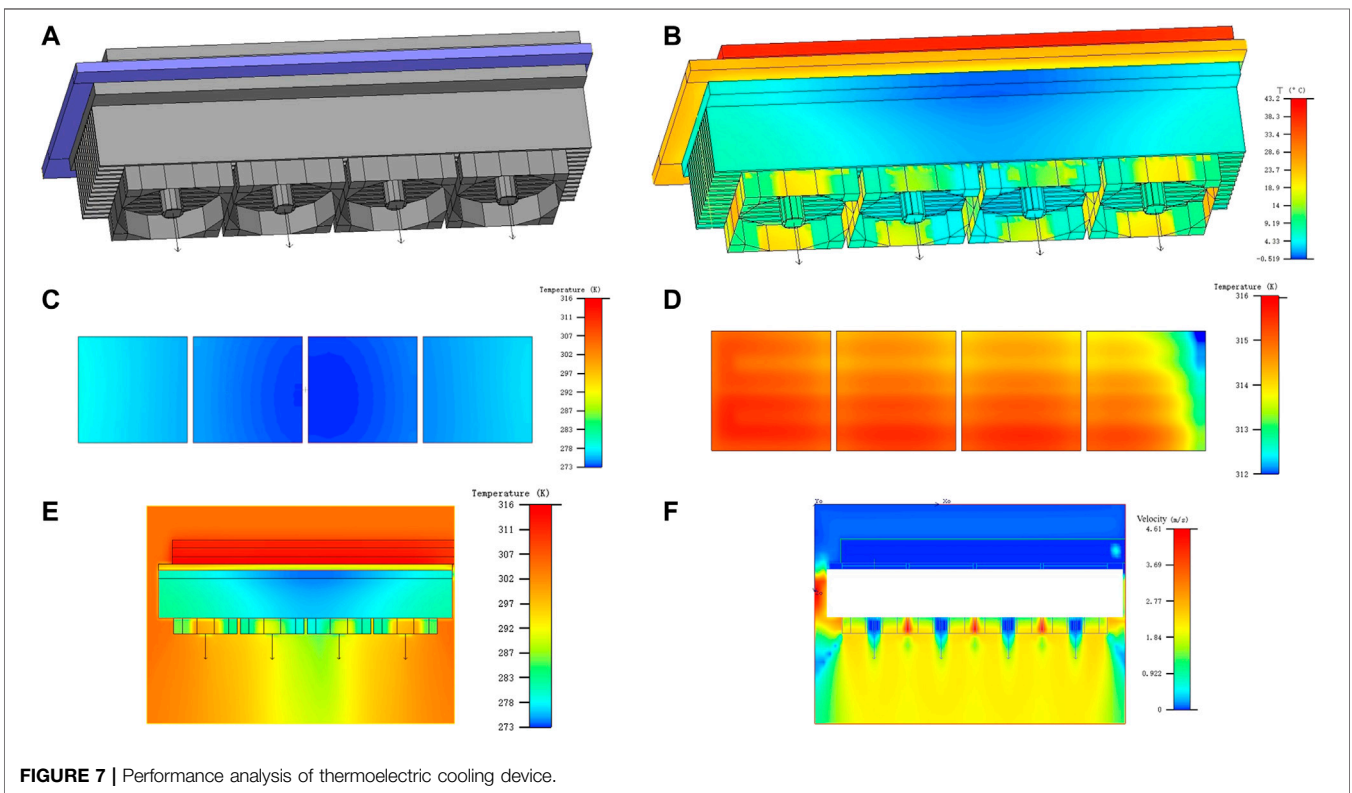 A
B
T (°C)
43.2
38.3
33.4
28.6
23.7
18.9
14
9.19
4.33
-0.519
C
Temperature (K)
316
311
307
302
297
292
287
283
278
273
D
Temperature (K)
316
315
314
313
312
E
Temperature (K)
316
311
307
302
297
292
287
283
278
273
F
Yo
Xo
Velocity (m/s)
4.61
3.69
2.77
1.84
0.922
0
FIGURE 7 | Performance analysis of thermoelectric cooling device.